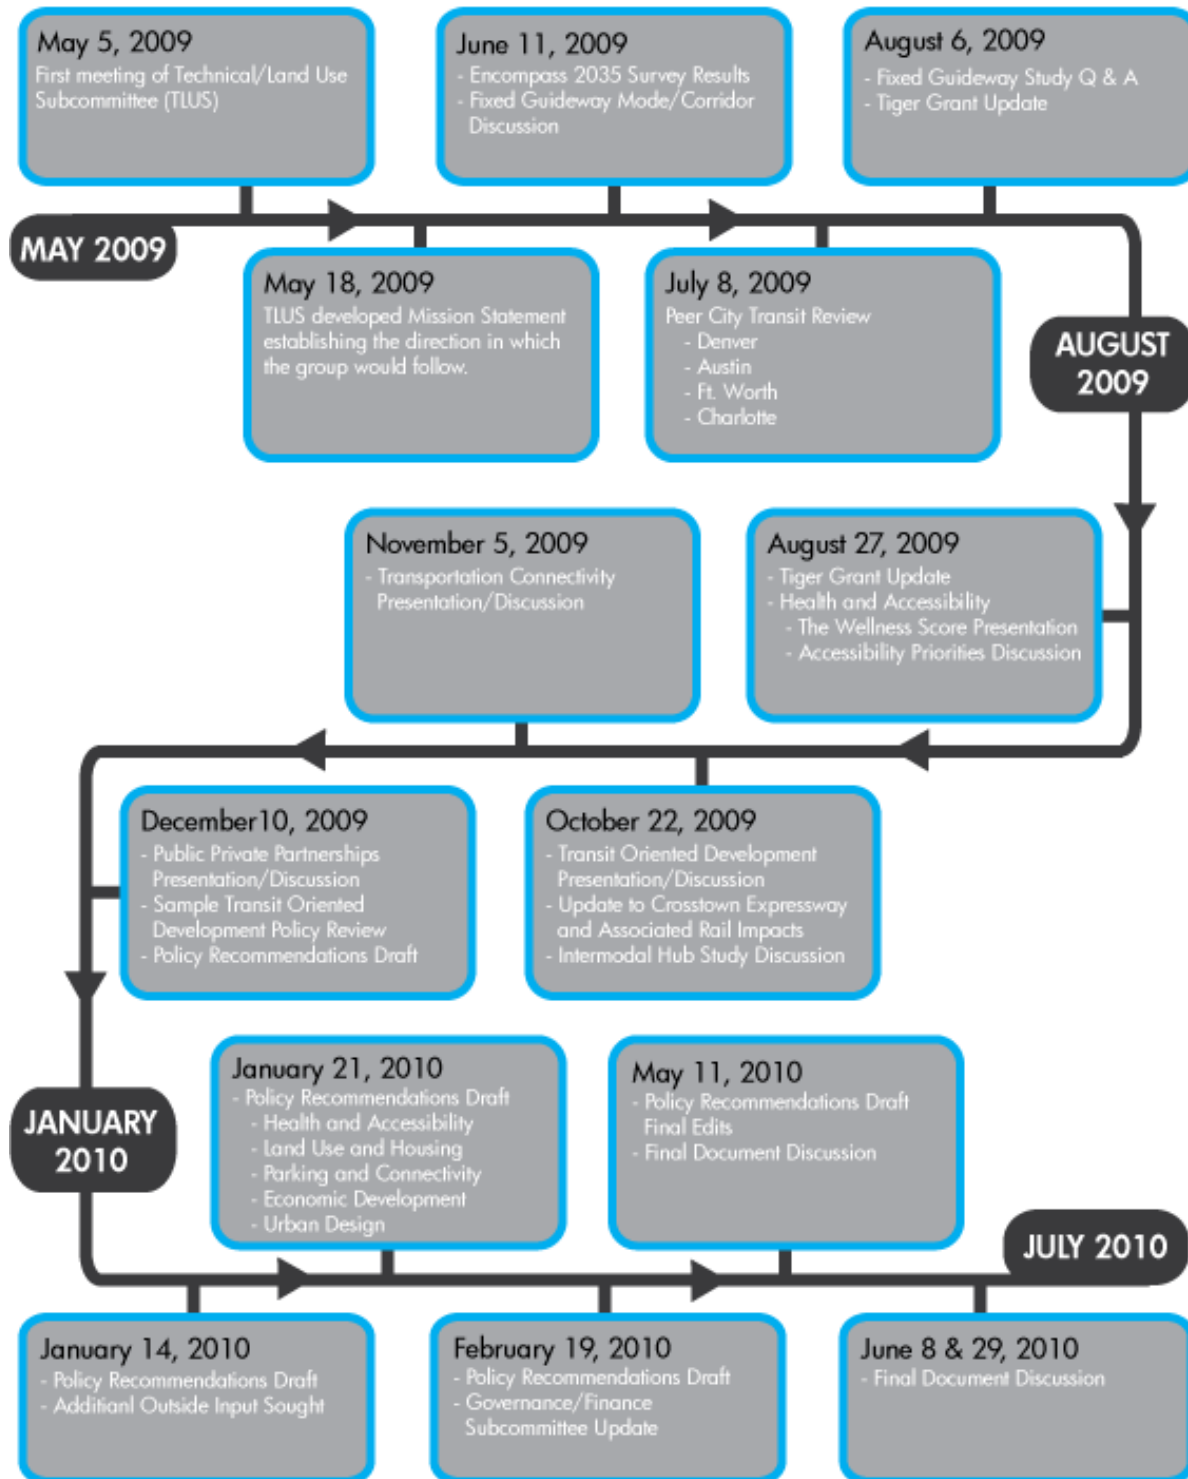 May 5, 2009
First meeting of Technical/Land Use
Subcommittee (TLUS)
June 11, 2009
- Encompass 2035 Survey Results
- Fixed Guideway Mode/Corridor
Discussion
August 6, 2009
- Fixed Guideway Study Q & A
- Tiger Grant Update
MAY 2009
May 18, 2009
TLUS developed Mission Statement
establishing the direction in which
the group would follow.
July 8, 2009
Peer City Transit Review
- Denver
- Austin
- Ft. Worth
- Charlotte
AUGUST
2009
August 27, 2009
- Tiger Grant Update
- Health and Accessibility
- The Wellness Score Presentation
- Accessibility Priorities Discussion
October 22, 2009
- Transit Oriented Development
Presentation/Discussion
- Update to Crosstown Expressway
and Associated Rail Impacts
- Intermodal Hub Study Discussion
November 5, 2009
- Transportation Connectivity
Presentation/Discussion
December10, 2009
- Public Private Partnerships
Presentation/Discussion
- Sample Transit Oriented
Development Policy Review
- Policy Recommendations Draft
JANUARY
2010
January 14, 2010
- Policy Recommendations Draft
- Additianl Outside Input Sought
January 21, 2010
- Policy Recommendations Draft
- Health and Accessibility
- Land Use and Housing
- Parking and Connectivity
- Economic Development
- Urban Design
February 19, 2010
- Policy Recommendations Draft
- Governance/Finance
Subcommittee Update
May 11, 2010
- Policy Recommendations Draft
Final Edits
- Final Document Discussion
June 8 & 29, 2010
- Final Document Discussion
JULY 2010